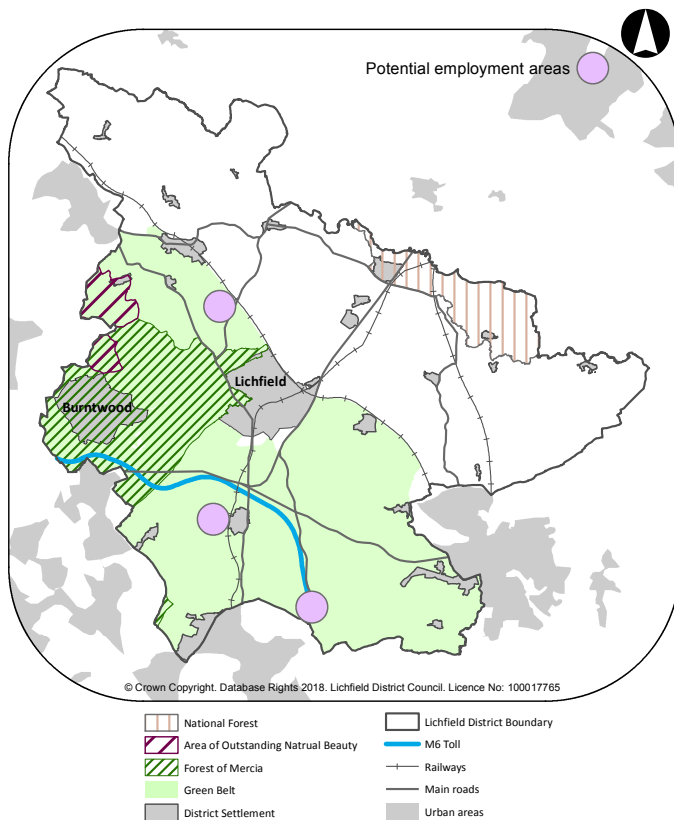 Potential employment areas
Lichfield
Burntwood
© Crown Copyright. Database Rights 2018. Lichfield District Council. Licence No: 100017765
National Forest
Area of Outstanding Natrual Beauty
Forest of Mercia
Green Belt
District Settlement
Lichfield District Boundary
M6 Toll
Railways
Main roads
Urban areas